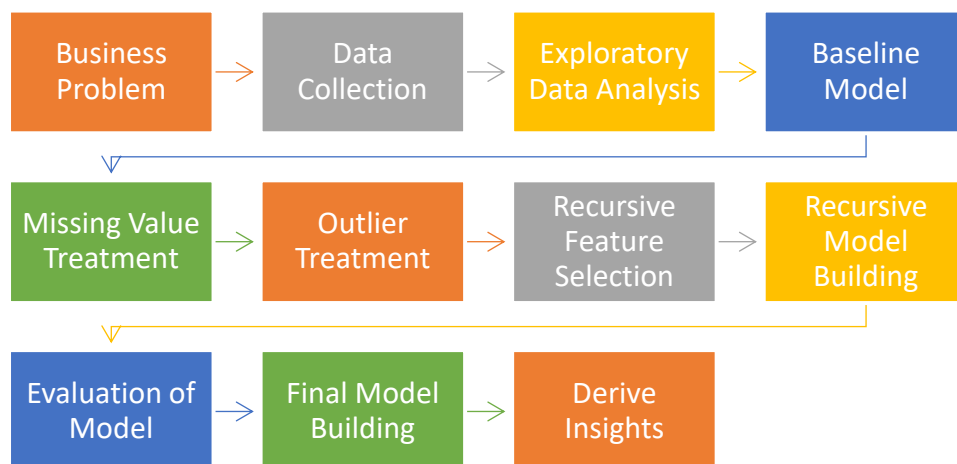 Business
Problem
Data
Collection
Exploratory
Data Analysis
Baseline
Model
Missing Value
Treatment
Outlier
Treatment
Recursive
Feature
Selection
Recursive
Model
Building
Evaluation of
Model
Final Model
Building
Derive
Insights